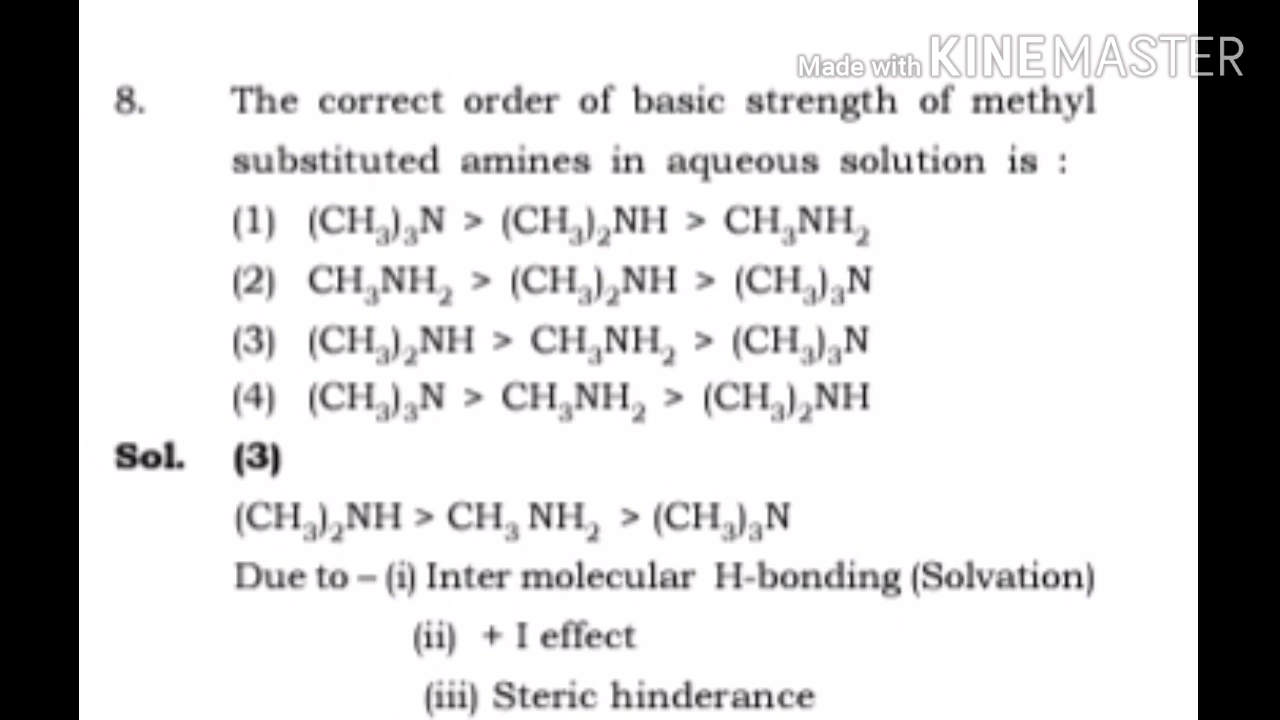 Made with KINEMASTER
8. The correct order of basic strength of methyl
substituted amines in aqueous solution is :
(1) (CH₃)₃N > (CH₃)₂NH > CH₃NH₂
(2) CH₃NH₂ > (CH₃)₂NH > (CH₃)₃N
(3) (CH₃)₂NH > CH₃NH₂ > (CH₃)₃N
(4) (CH₃)₃N > CH₃NH₂ > (CH₃)₂NH
Sol. (3)
(CH₃)₂NH > CH₃ NH₂ > (CH₃)₃N
Due to – (i) Inter molecular H-bonding (Solvation)
(ii) + I effect
(iii) Steric hinderance